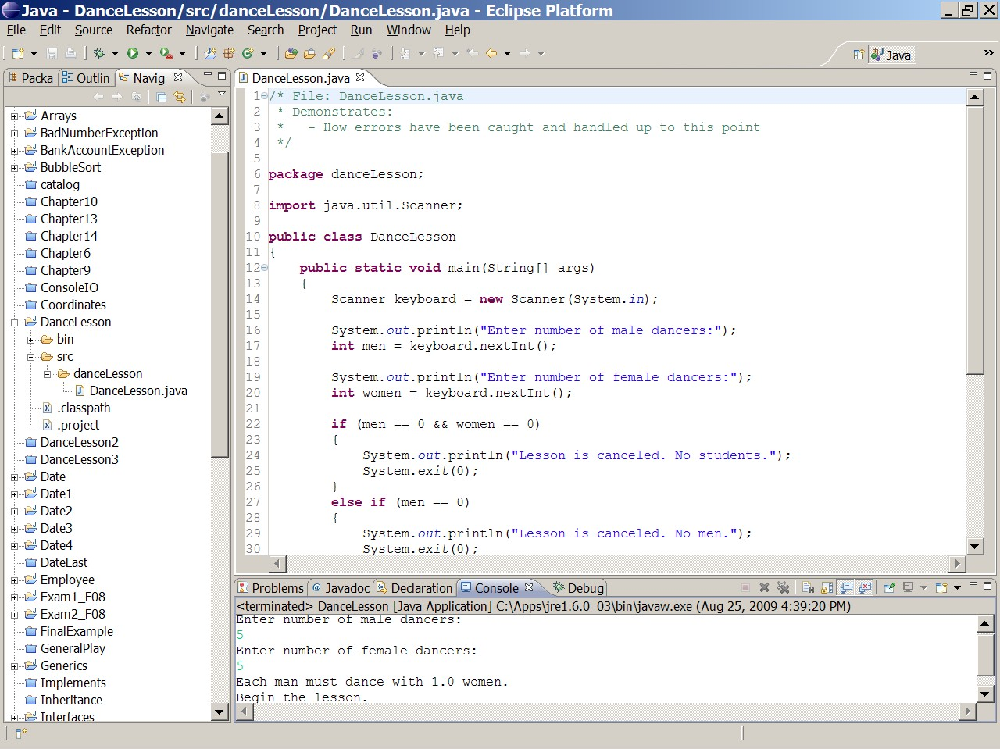 Java - DanceLesson/src/danceLesson/DanceLesson.java - Eclipse Platform
File Edit Source Refactor Navigate Search Project Run Window Help
Java
Packa Outlin Navig
Arrays
BadNumberException
BankAccountException
BubbleSort
catalog
Chapter10
Chapter13
Chapter14
Chapter6
Chapter9
ConsoleIO
Coordinates
DanceLesson
bin
src
danceLesson
DanceLesson.java
.classpath
.project
DanceLesson2
DanceLesson3
Date
Date1
Date2
Date3
Date4
DateLast
Employee
Exam1_F08
Exam2_F08
FinalExample
GeneralPlay
Generics
Implements
Inheritance
Interfaces
DanceLesson.java
1 /* File: DanceLesson.java
2 * Demonstrates:
3 *   - How errors have been caught and handled up to this point
4 */
5
6 package danceLesson;
7
8 import java.util.Scanner;
9
10 public class DanceLesson
11 {
12     public static void main(String[] args)
13     {
14         Scanner keyboard = new Scanner(System.in);
15
16         System.out.println("Enter number of male dancers:");
17         int men = keyboard.nextInt();
18
19         System.out.println("Enter number of female dancers:");
20         int women = keyboard.nextInt();
21
22         if (men == 0 && women == 0)
23         {
24             System.out.println("Lesson is canceled. No students.");
25             System.exit(0);
26         }
27         else if (men == 0)
28         {
29             System.out.println("Lesson is canceled. No men.");
30             System.exit(0);
Problems @ Javadoc Declaration Console Debug
<terminated> DanceLesson [Java Application] C:\Apps\jre1.6.0_03\bin\javaw.exe (Aug 25, 2009 4:39:20 PM)
Enter number of male dancers:
5
Enter number of female dancers:
5
Each man must dance with 1.0 women.
Begin the lesson.